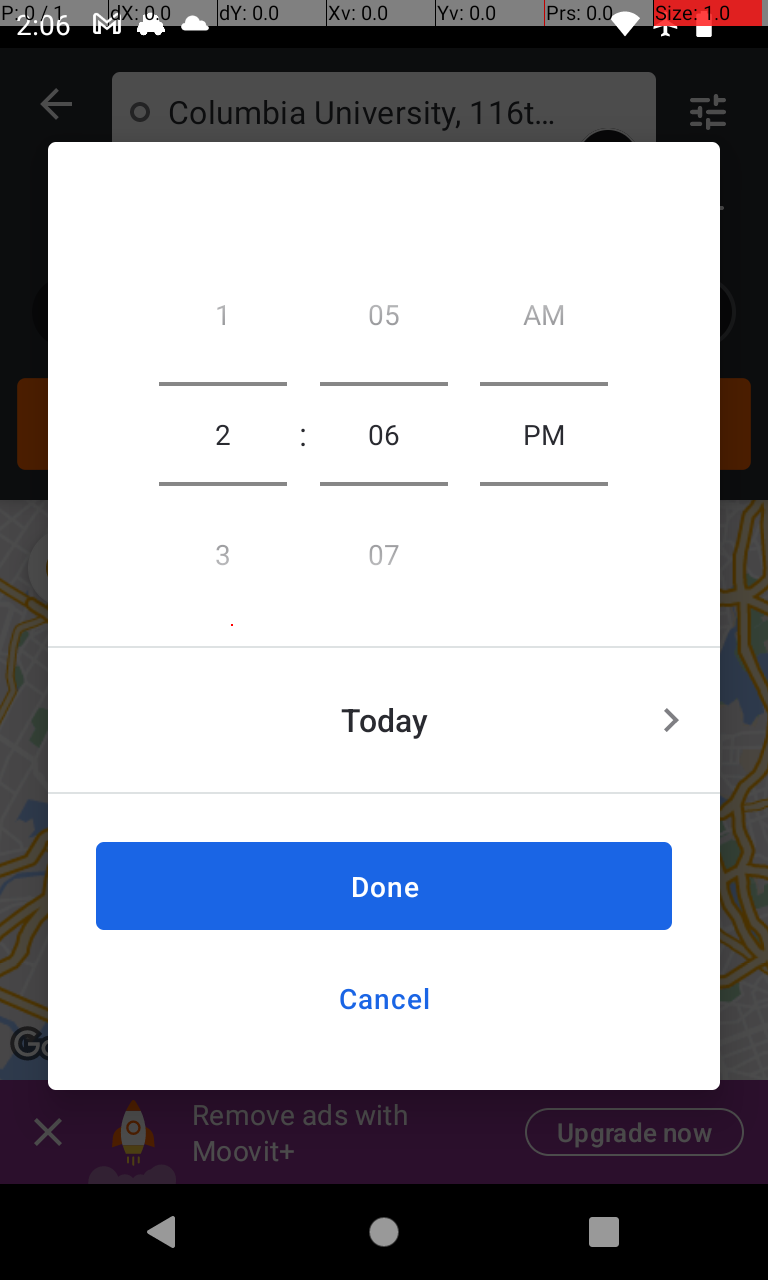 P: 0 / 1 dX: 0.0 dY: 0.0 Xv: 0.0 Yv: 0.0 Prs: 0.0 Size: 1.0
2:06
Columbia University, 116t…
1 05 AM
2 : 06 PM
3 07
Today
Done
Cancel
Remove ads with
Moovit+
Upgrade now